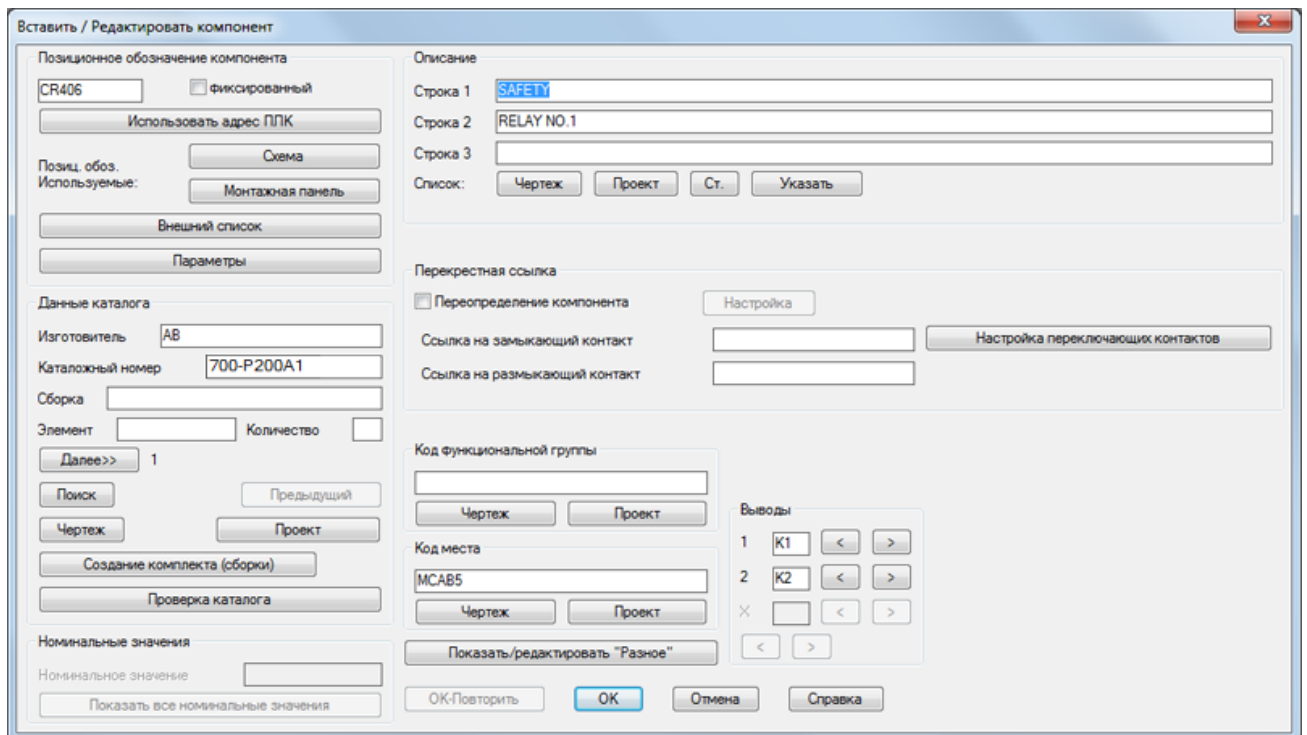 Вставить / Редактировать компонент
Позиционное обозначение компонента
CR406
фиксированный
Использовать адрес ПЛК
Позиц. обоз.
Используемые:
Схема
Монтажная панель
Внешний список
Параметры
Описание
Строка 1 SAFETY
Строка 2 RELAY NO.1
Строка 3
Список: Чертеж Проект Ст. Указать
Перекрестная ссылка
Переопределение компонента Настройка
Ссылка на замыкающий контакт Настройка переключающих контактов
Ссылка на размыкающий контакт
Данные каталога
Изготовитель AB
Каталожный номер 700-P200A1
Сборка
Элемент Количество
Далее>> 1
Поиск Предыдущий
Чертеж Проект
Создание комплекта (сборки)
Проверка каталога
Код функциональной группы
Чертеж Проект
Код места
MCAB5
Чертеж Проект
Показать/редактировать "Разное"
Выводы
1 K1 < >
2 K2 < >
X < >
< >
Номинальные значения
Номинальное значение
Показать все номинальные значения
ОК-Повторить ОК Отмена Справка